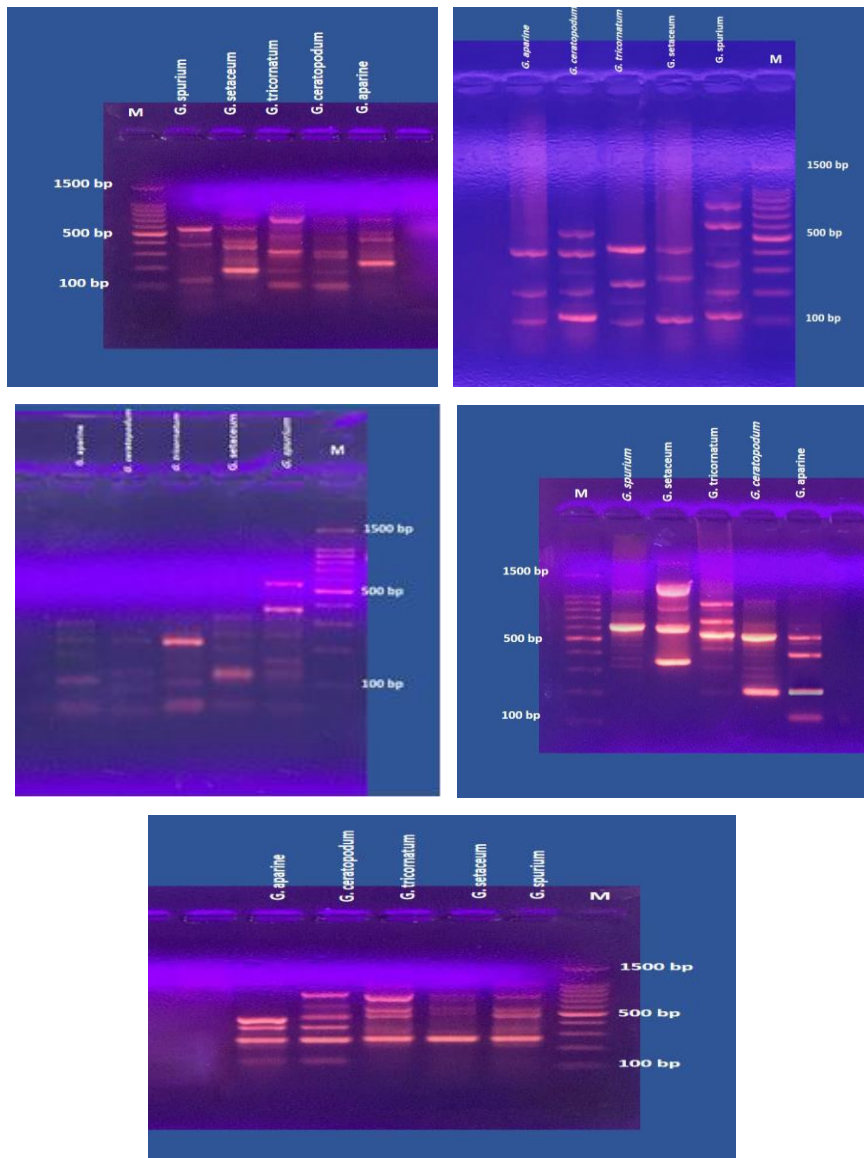 M
G. spurium
G. setaceum
G. tricornatum
G. ceratopodum
G. aparine
1500 bp
500 bp
100 bp
G. aparine
G. ceratopodum
G. tricornatum
G. setaceum
G. spurium
M
1500 bp
500 bp
100 bp
G. aparine
G. ceratopodum
G. tricornatum
G. setaceum
G. spurium
M
1500 bp
500 bp
100 bp
M
G. spurium
G. setaceum
G. tricornatum
G. ceratopodum
G. aparine
1500 bp
500 bp
100 bp
G. aparine
G. ceratopodum
G. tricornatum
G. setaceum
G. spurium
M
1500 bp
500 bp
100 bp